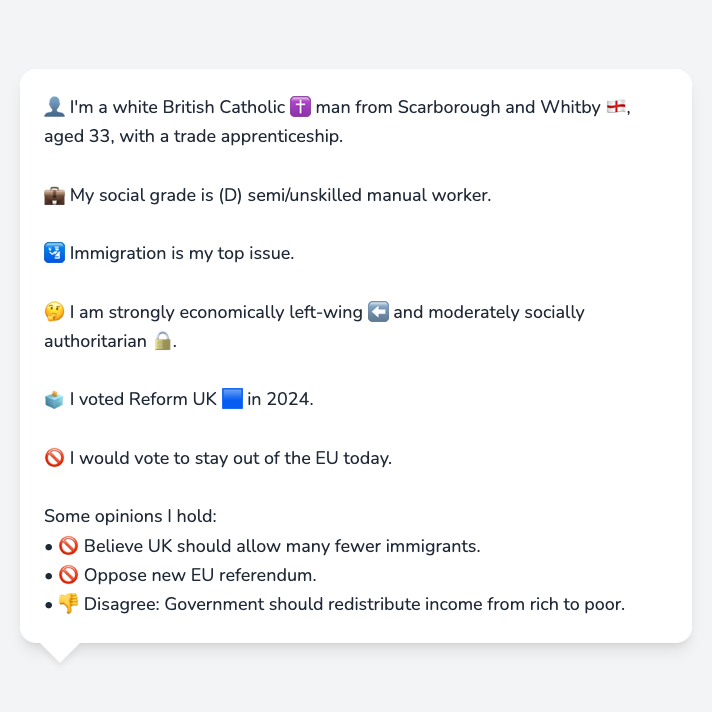 👤 I'm a white British Catholic ✝️ man from Scarborough and Whitby 🏴󠁧󠁢󠁥󠁮󠁧󠁿,
aged 33, with a trade apprenticeship.
💼 My social grade is (D) semi/unskilled manual worker.
🛂 Immigration is my top issue.
🤔 I am strongly economically left-wing ⬅️ and moderately socially
authoritarian 🔒.
🗳️ I voted Reform UK 🟦 in 2024.
🚫 I would vote to stay out of the EU today.
Some opinions I hold:
• 🚫 Believe UK should allow many fewer immigrants.
• 🚫 Oppose new EU referendum.
• 👎 Disagree: Government should redistribute income from rich to poor.